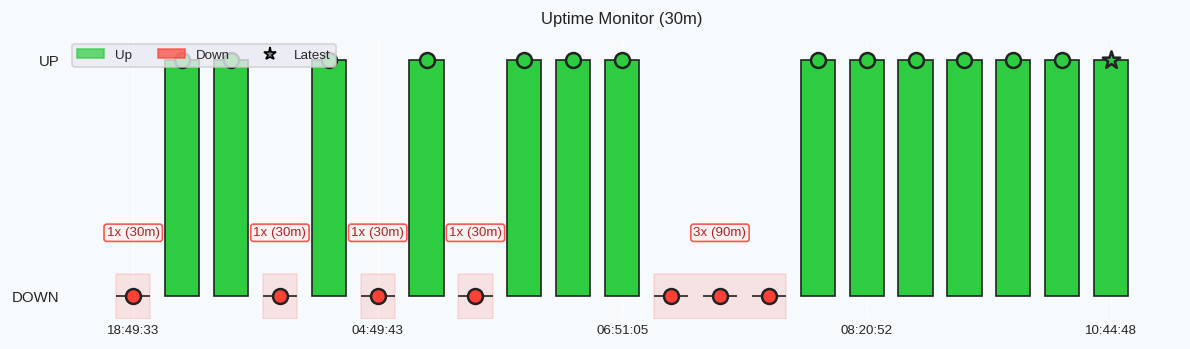 Uptime Monitor (30m)
Up Down Latest
UP
1x (30m) 1x (30m) 1x (30m) 1x (30m) 3x (90m)
DOWN
18:49:33 04:49:43 06:51:05 08:20:52 10:44:48